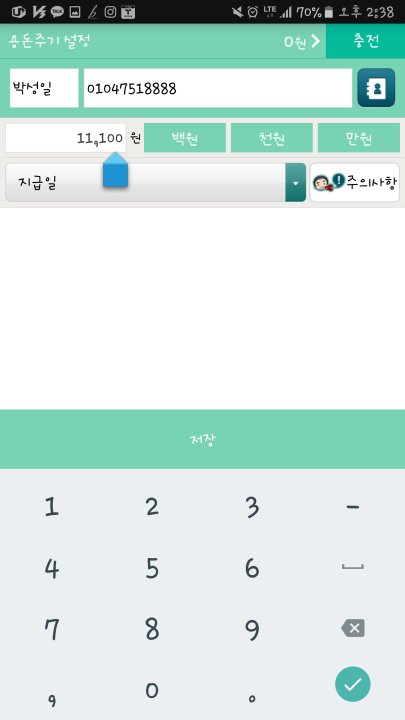 LTE 70% 오후 2:38
용돈주기 설정 0원 충전
박성일 01047518888
11,100 원 백원 천원 만원
지급일 주의사항
저장
1 2 3 -
4 5 6
7 8 9
, 0 .